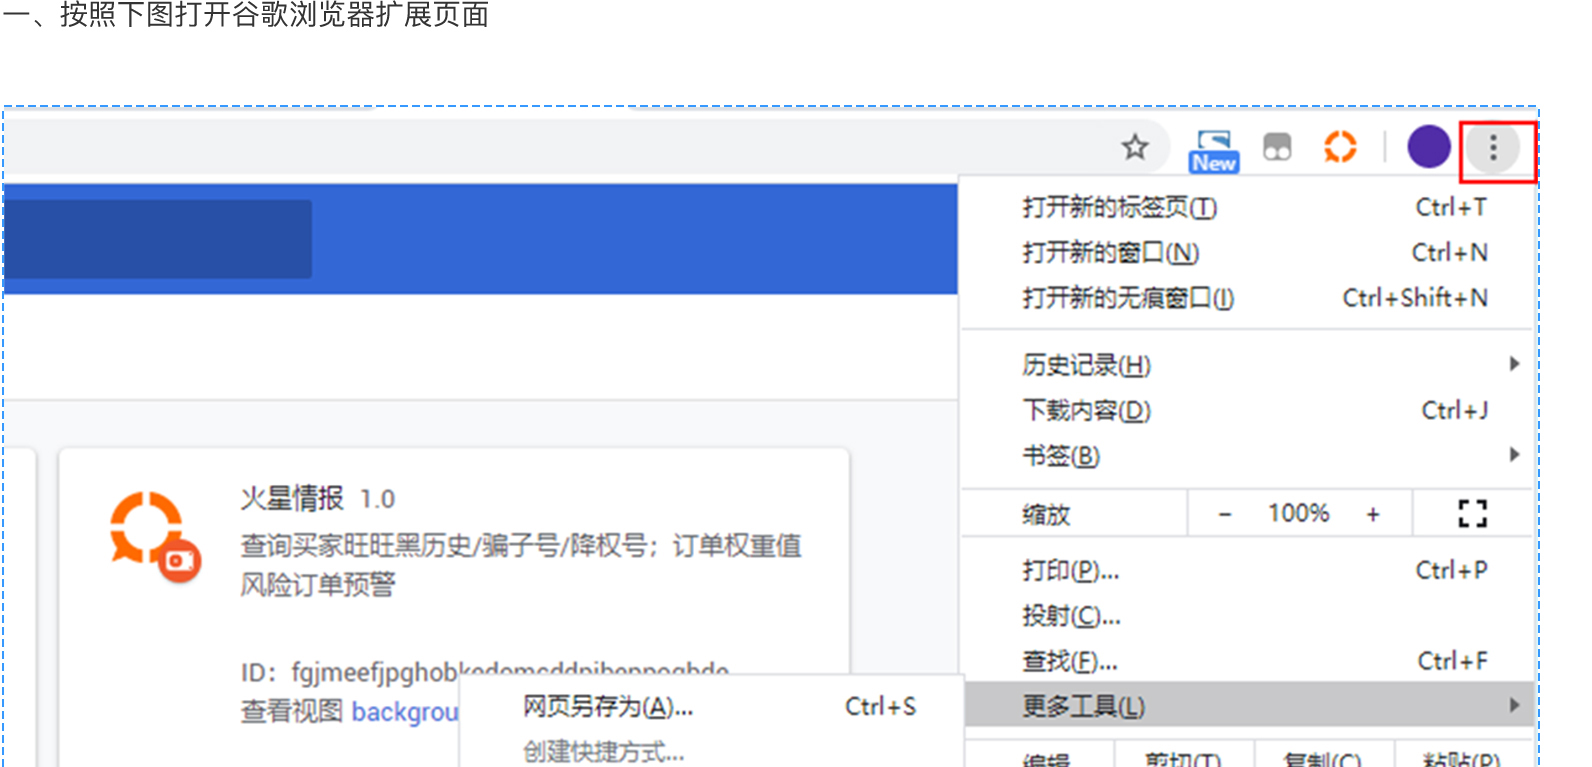 一、按照下图打开谷歌浏览器扩展页面
New
打开新的标签页(T) Ctrl+T
打开新的窗口(N) Ctrl+N
打开新的无痕窗口(I) Ctrl+Shift+N
历史记录(H)
下载内容(D) Ctrl+J
书签(B)
缩放 - 100% +
打印(P)... Ctrl+P
投射(C)...
查找(F)... Ctrl+F
更多工具(L)
编辑 剪切(T) 复制(C) 粘贴(P)
火星情报 1.0
查询买家旺旺黑历史/骗子号/降权号；订单权重值
风险订单预警
ID：
查看视图 backgrou
网页另存为(A)... Ctrl+S
创建快捷方式...